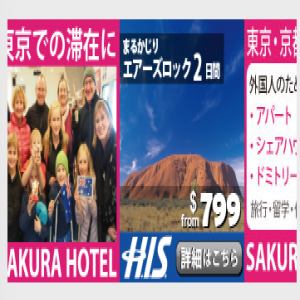 東京での滞在に
SAKURA HOTEL
まるかじり
エアーズロック2日間
$799
from
HIS
詳細はこちら
東京・京都
外国人のため
・アパート
・シェアハウ
・ドミトリー
旅行・留学・
SAKUR